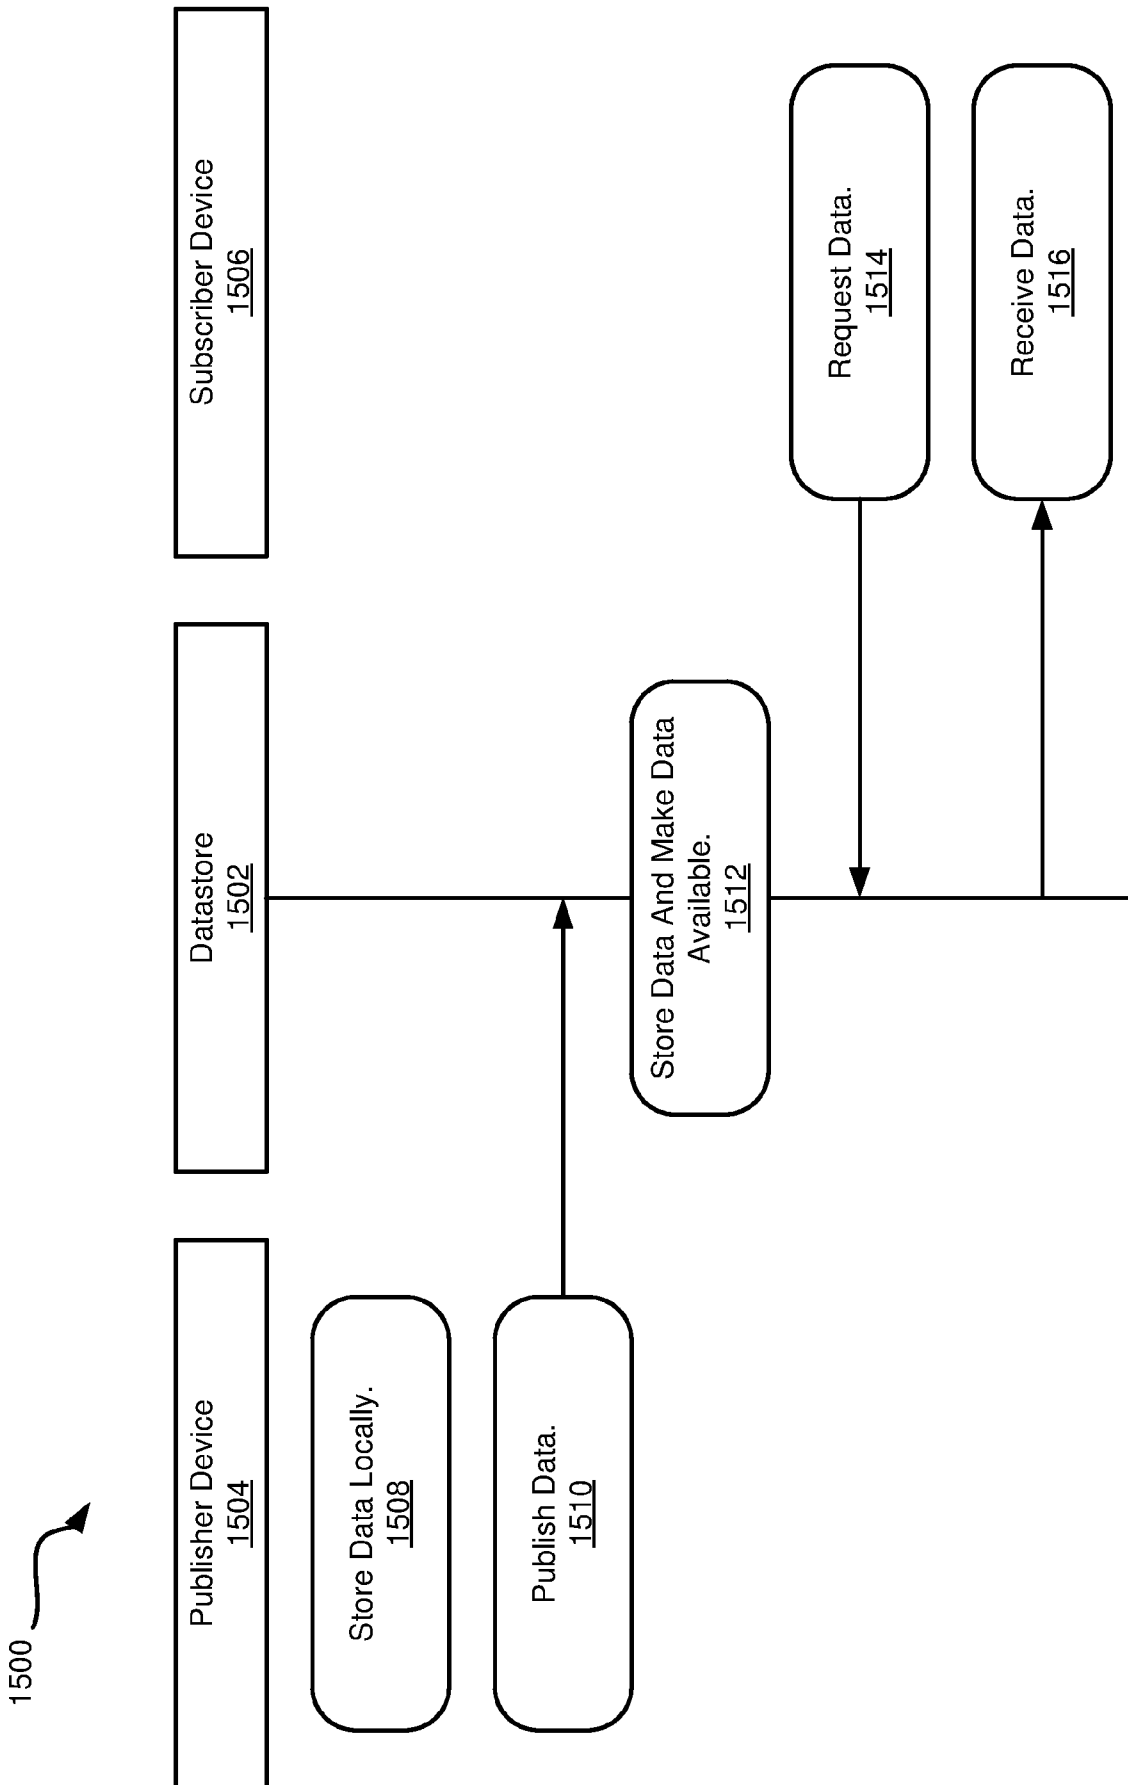 1500
Publisher Device
1504
Datastore
1502
Subscriber Device
1506
Store Data Locally.
1508
Publish Data.
1510
Store Data And Make Data
Available.
1512
Request Data.
1514
Receive Data.
1516